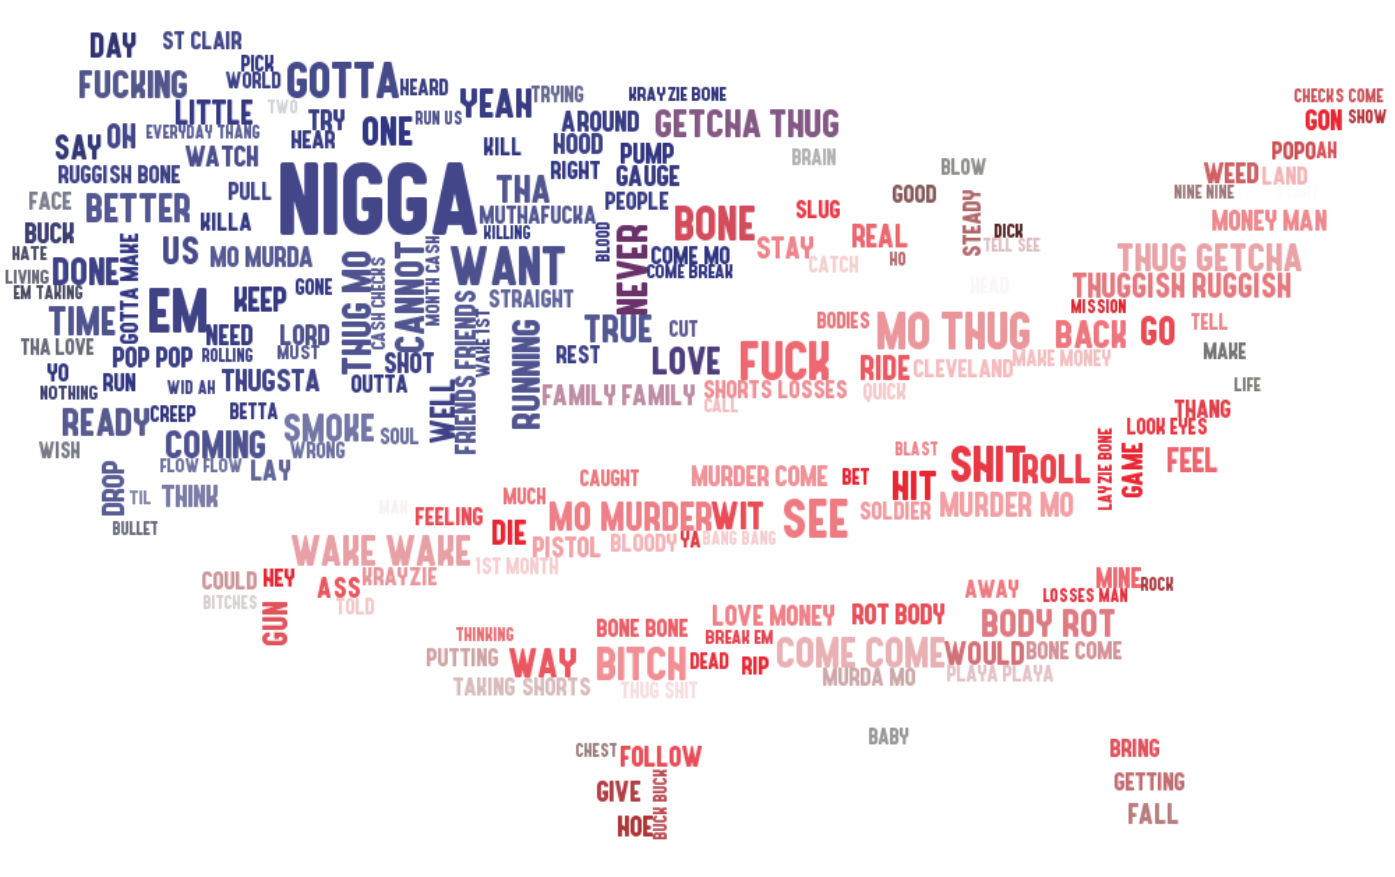 DAY
ST CLAIR
PICK
FUCKING
WORLD
GOTTA
HEARD
YEAH
TRYING
KRAYZIE BONE
CHECKS COME
LITTLE
TWO
TRY
RUN US
AROUND
GETCHA THUG
GON
SHOW
OH
EVERYDAY THANG
HEAR
ONE
SAY
WATCH
KILL
HOOD
PUMP
BRAIN
POPOAH
RUGGISH BONE
RIGHT
GAUGE
BLOW
WEED
LAND
FACE
BETTER
PULL
NIGGA
THA
PEOPLE
GOOD
NINE NINE
BUCK
KILLA
MUTHAFUCKA
BONE
SLUG
STEADY
MONEY MAN
HATE
US
KILLING
BLOOD
NEVER
STAY
REAL
DICK
TELL SEE
LIVING
DONE
GOTTA MAKE
MO MURDA
THUG MO
CASH CHECKS
CANNOT
MONTH CASH
WANT
COME MO
COME BREAK
CATCH
HO
THUG GETCHA
EM TAKING
EM
KEEP
GONE
STRAIGHT
HEAD
THUGGISH RUGGISH
TIME
NEED
LORD
FRIENDS FRIENDS
WAKE 1ST
RUNNING
TRUE
CUT
BODIES
MO THUG
MISSION
BACK
GO
TELL
THA LOVE
POP POP
ROLLING
MUST
SHOT
REST
LOVE
FUCK
RIDE
CLEVELAND
MAKE MONEY
MAKE
YO
NOTHING
RUN
WID AH
THUGSTA
OUTTA
WELL
FAMILY FAMILY
SHORTS LOSSES
QUICK
LIFE
READY
CREEP
BETTA
SMOKE
SOUL
CALL
THANG
LOOK EYES
WISH
COMING
WRONG
BLAST
SHIT
ROLL
LAYZIE BONE
GAME
FEEL
DROP
FLOW FLOW
LAY
CAUGHT
MURDER COME
BET
HIT
TIL
THINK
MAN
MUCH
SOLDIER
MURDER MO
BULLET
FEELING
DIE
MO MURDER
WIT
SEE
WAKE WAKE
PISTOL
BLOODY
YA
BANG BANG
1ST MONTH
COULD
HEY
ASS
KRAYZIE
MINE
ROCK
BITCHES
GUN
TOLD
AWAY
LOSSES MAN
THINKING
BONE BONE
LOVE MONEY
ROT BODY
BODY ROT
BREAK EM
PUTTING
WAY
BITCH
DEAD
RIP
COME COME
WOULD
BONE COME
TAKING SHORTS
THUG SHIT
MURDA MO
PLAYA PLAYA
BABY
CHEST
FOLLOW
BRING
GIVE
BUCK BUCK
GETTING
HOE
FALL